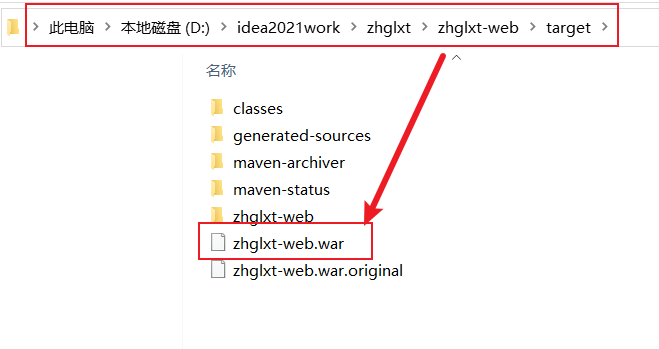 此电脑 > 本地磁盘 (D:) > idea2021work > zhglxt > zhglxt-web > target >
名称
classes
generated-sources
maven-archiver
maven-status
zhglxt-web
zhglxt-web.war
zhglxt-web.war.original